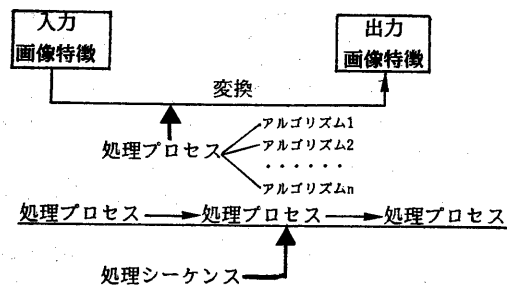 入力
画像特徴
出力
画像特徴
変換
処理プロセス
アルゴリズム1
アルゴリズム2
・・・・・・
アルゴリズムn
処理プロセス 処理プロセス 処理プロセス
処理シーケンス